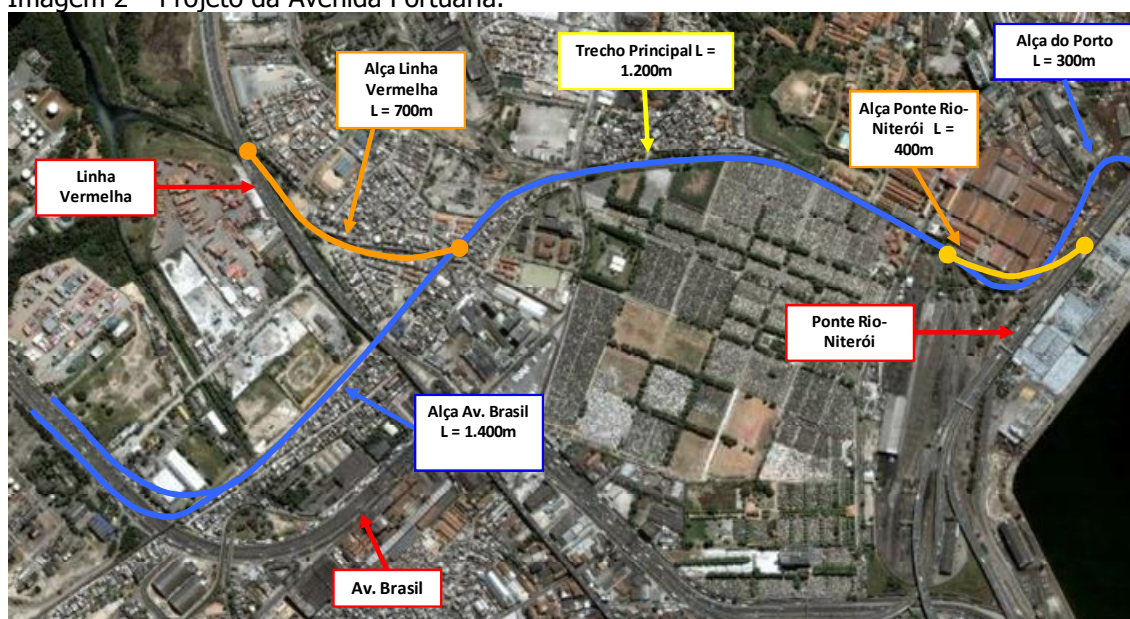 Imagem 2 – Projeto da Avenida Portuária.
Trecho Principal L =
1.200m
Alça do Porto
L = 300m
Alça Linha
Vermelha
L = 700m
Alça Ponte Rio-
Niterói L =
400m
Linha
Vermelha
Ponte Rio-
Niterói
Alça Av. Brasil
L = 1.400m
Av. Brasil